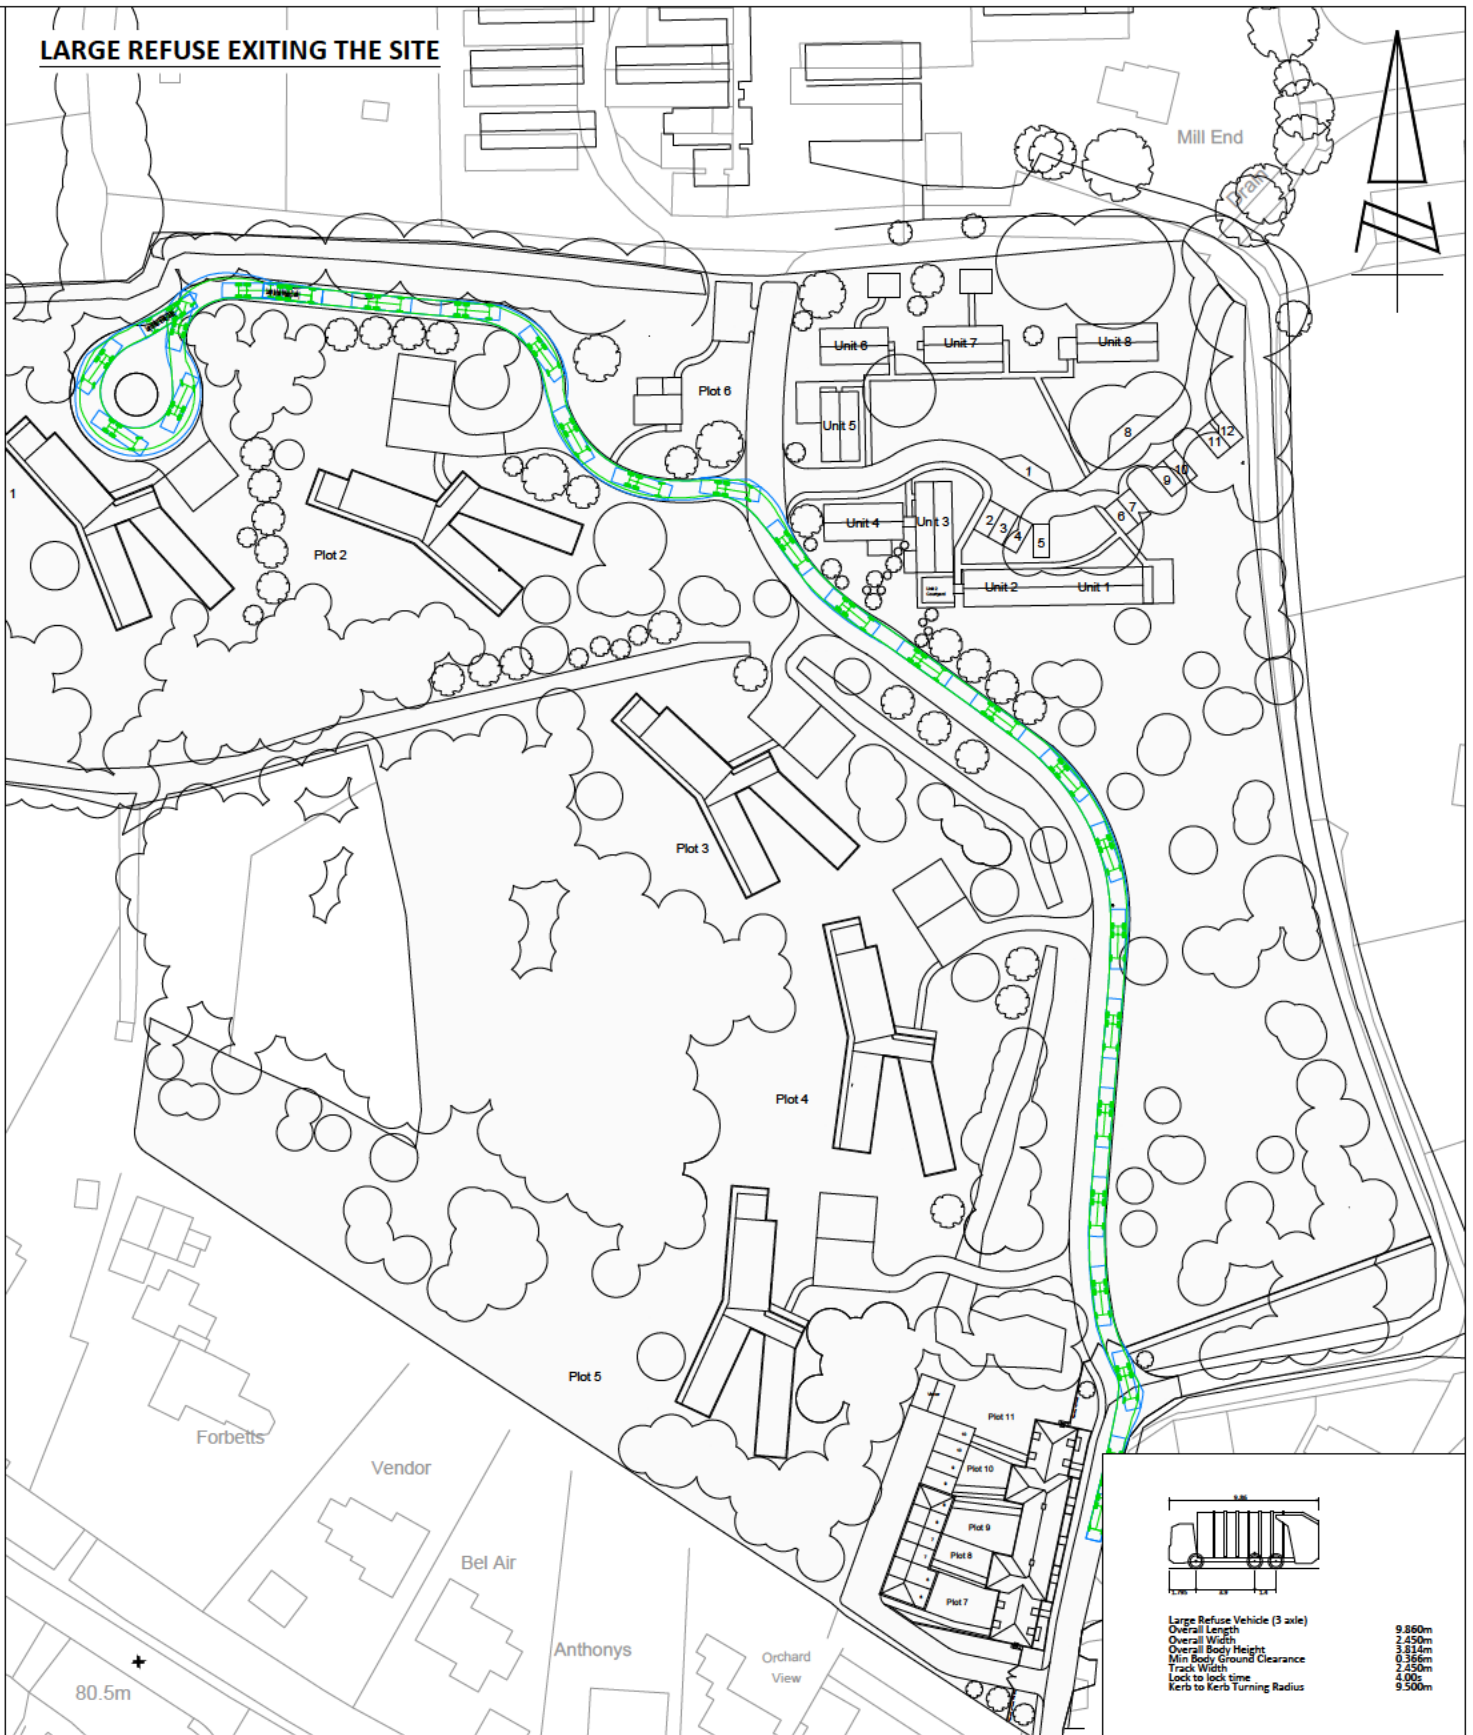 LARGE REFUSE EXITING THE SITE
Mill End
Drain
Unit 6
Unit 7
Unit 8
Plot 6
Unit 5
8
12
11
1
10
9
1
Unit 4
Unit 3
2
3
4
5
6
7
Plot 2
Unit 2
Unit 1
Plot 3
Plot 4
Plot 5
Plot 11
Forbetts
Vendor
Plot 10
Plot 9
Bel Air
Plot 8
Plot 7
Anthonys
Orchard
View
80.5m
9.86
Large Refuse Vehicle (3 axle)
Overall Length 9.860m
Overall Width 2.450m
Overall Body Height 3.814m
Min Body Ground Clearance 0.366m
Track Width 2.450m
Lock to lock time 4.00s
Kerb to Kerb Turning Radius 9.500m